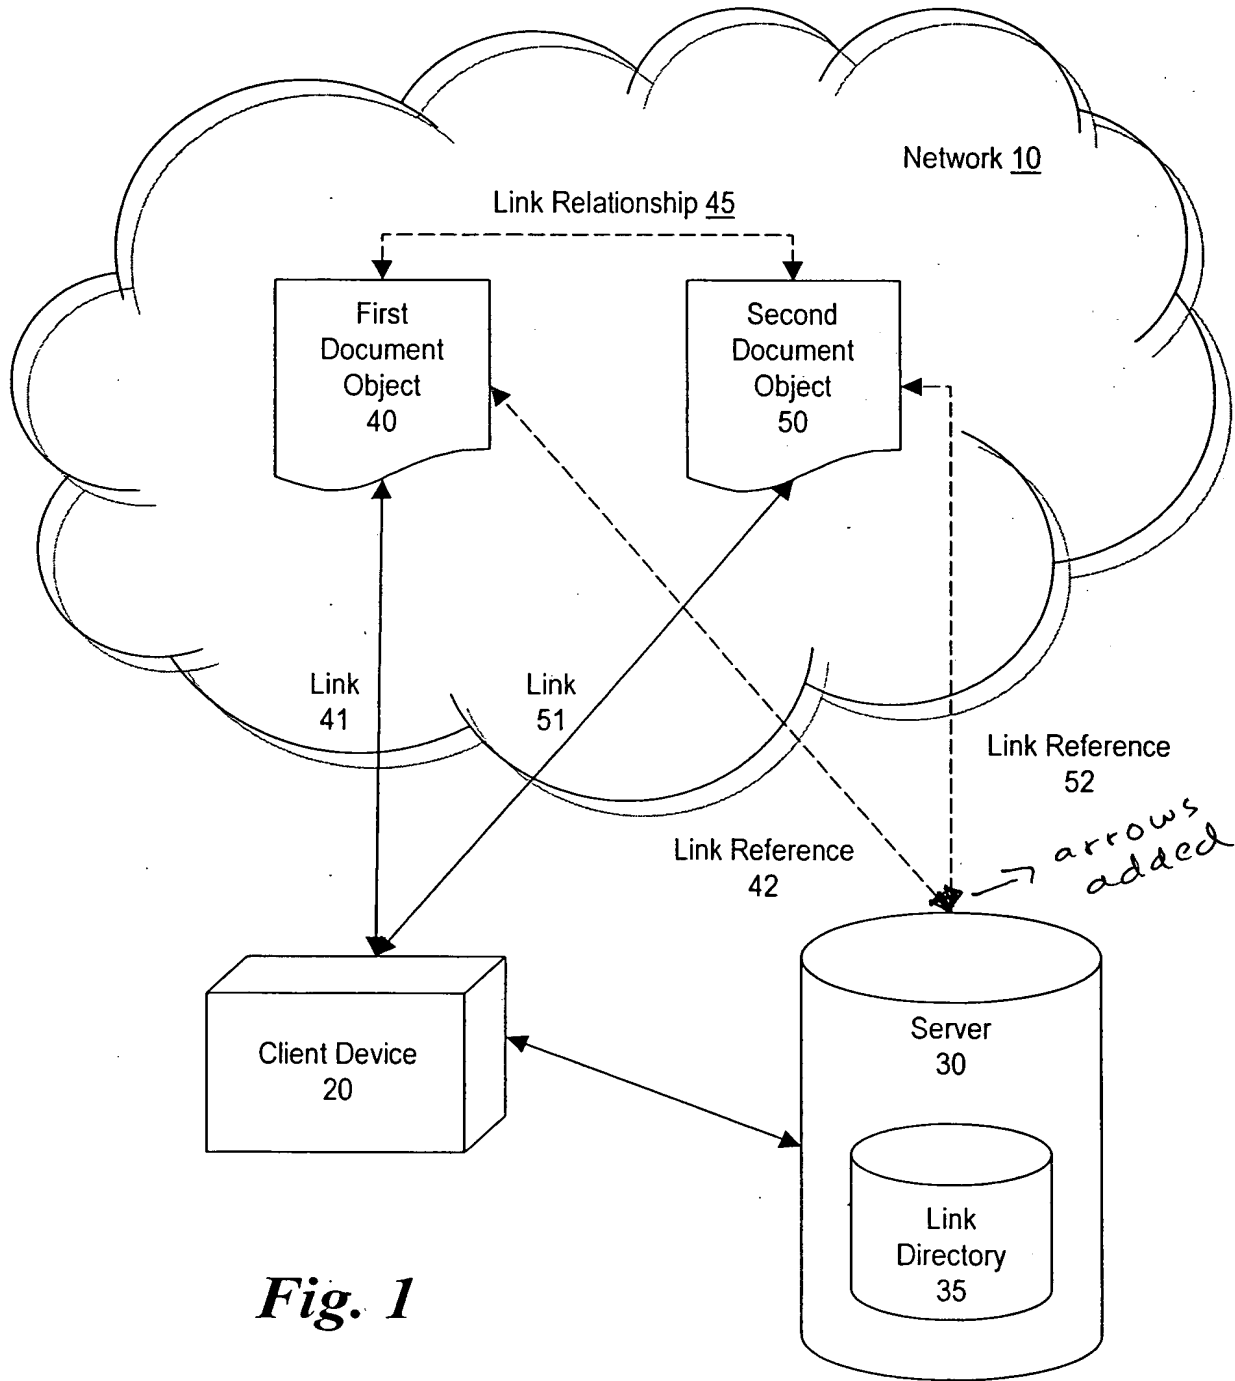 Network 10
Link Relationship 45
First
Document
Object
40
Second
Document
Object
50
Link
41
Link
51
Link Reference
52
Link Reference
42
arrows
added
Client Device
20
Server
30
Link
Directory
35
Fig. 1